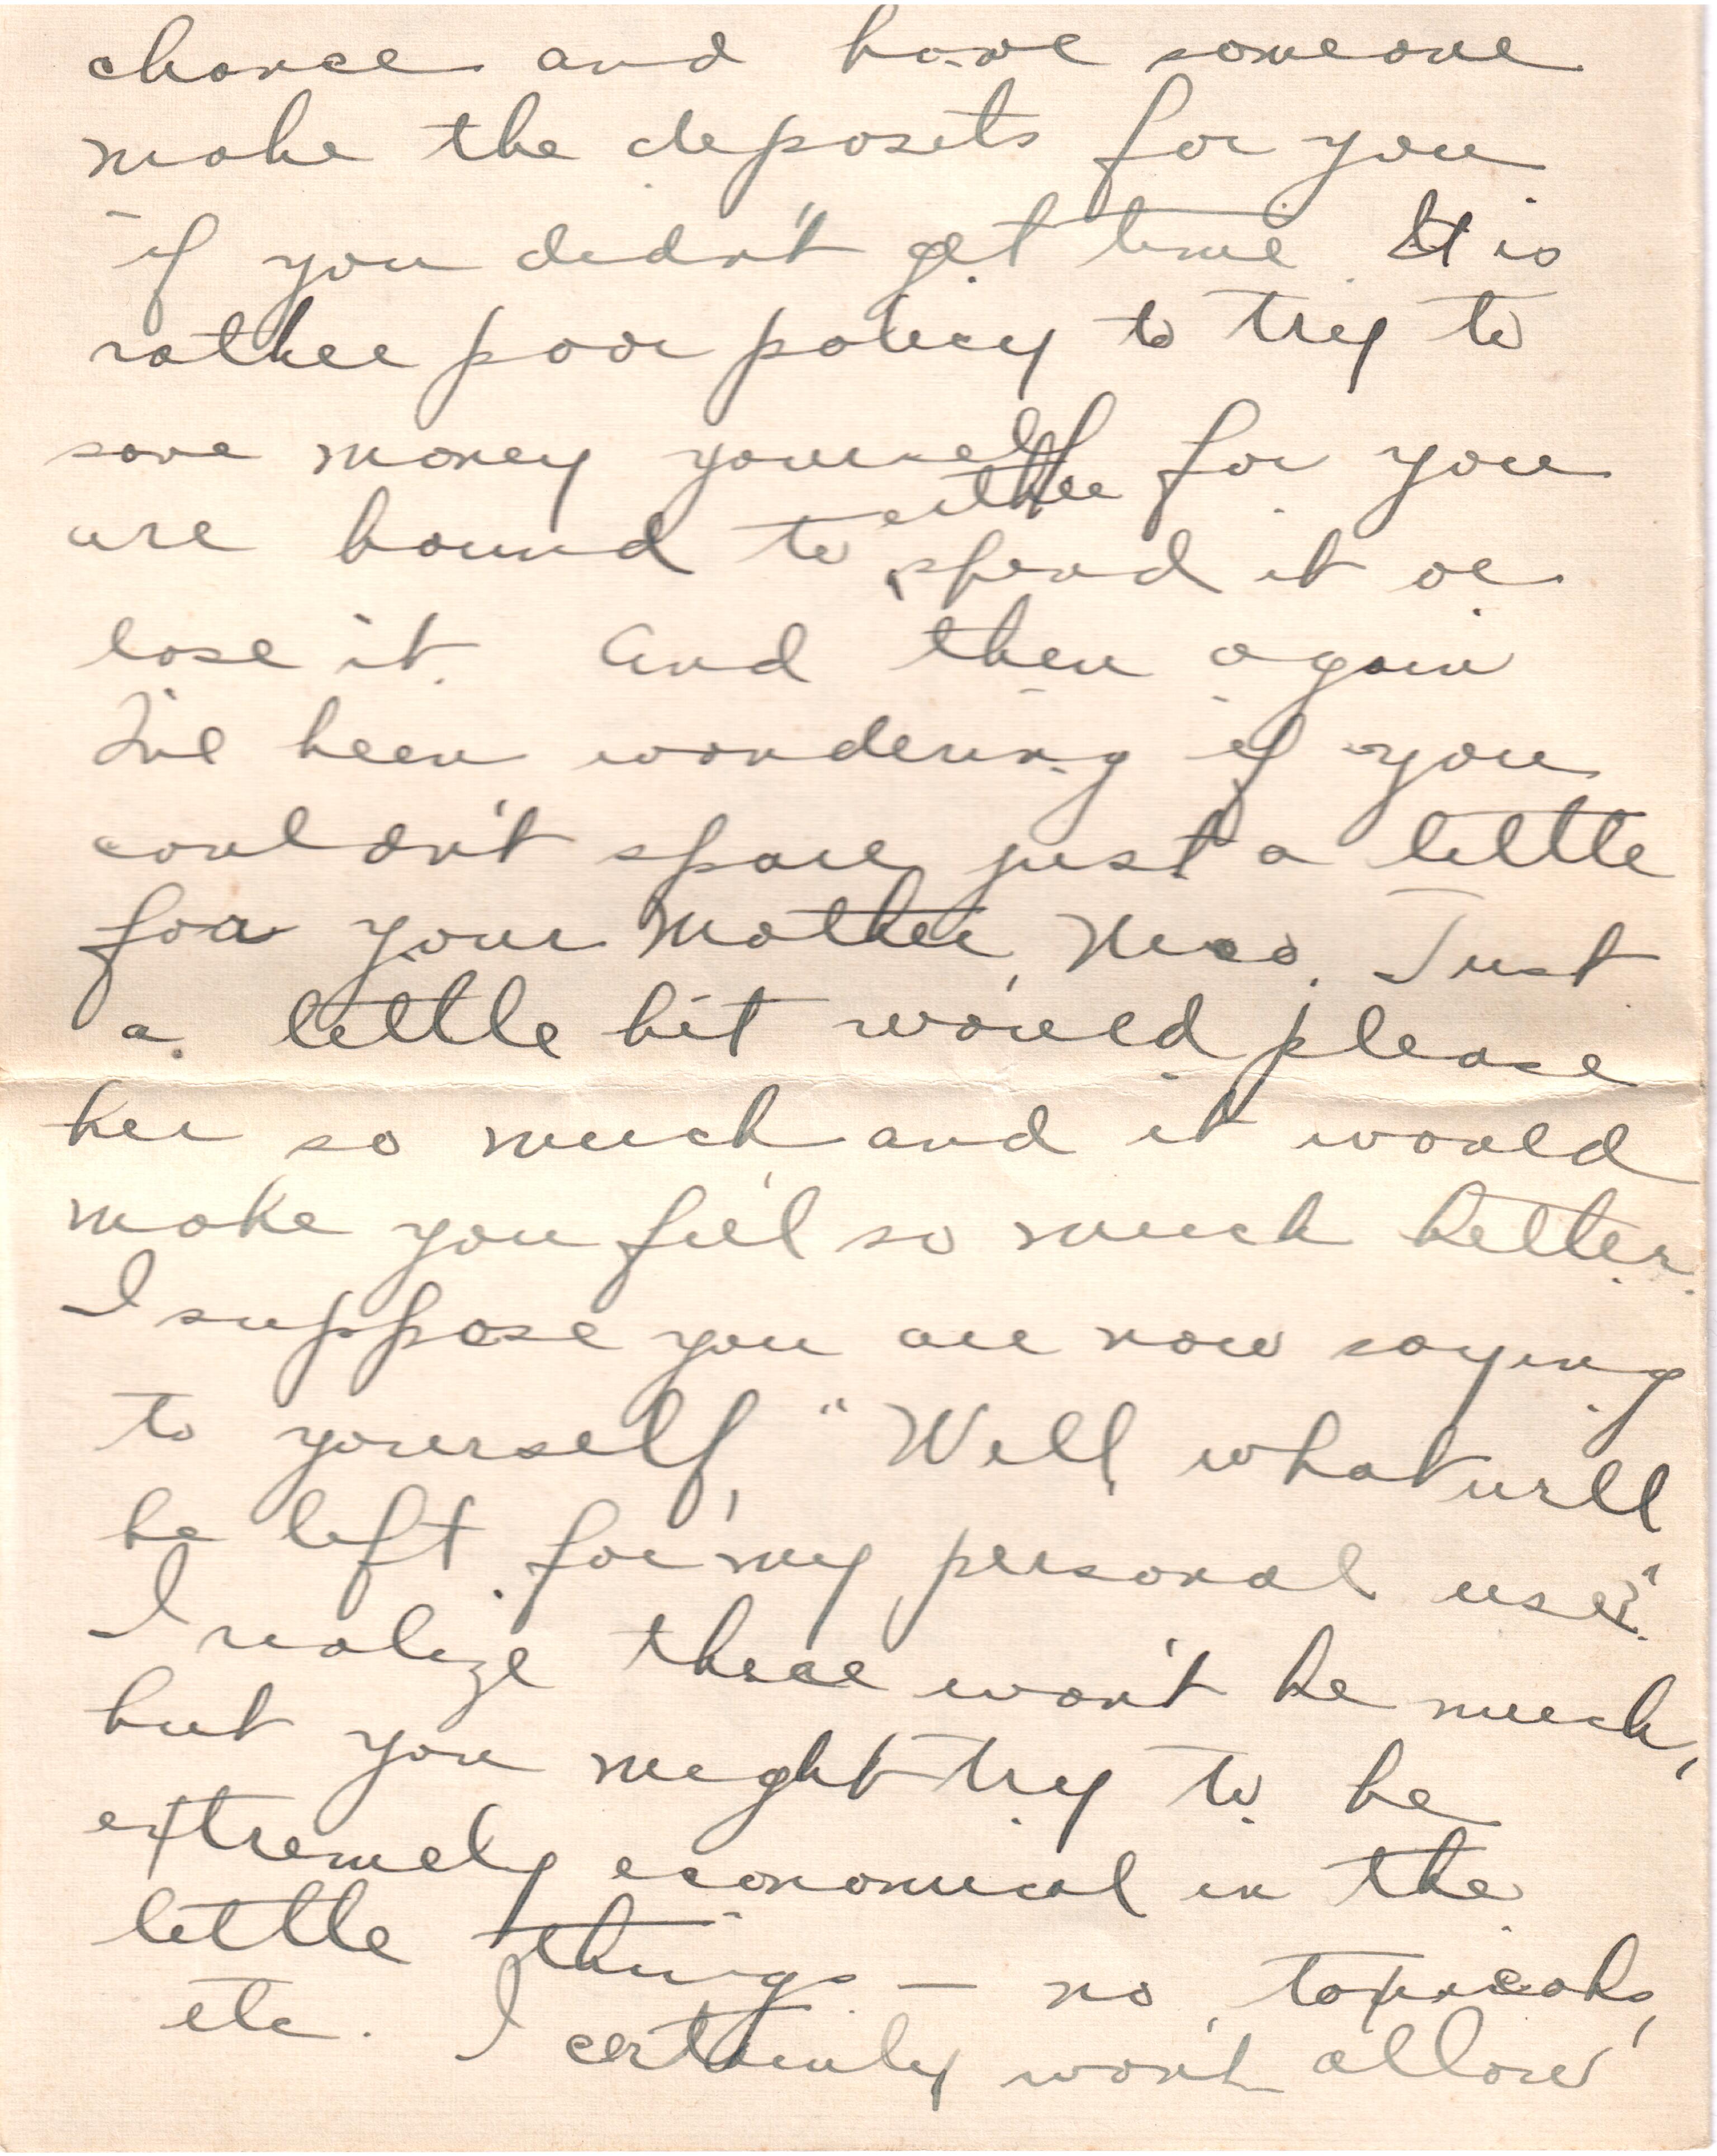 chance and have someone
make the deposits for you
if you didn't get time. It is
rather poor policy to try to
save money yourself for you
are bound to either spend it or
lose it. And then again
I've been wondering if you
couldn't spare just a little
for your Mother, Use. Just
a little bit would please
her so much and it would
make you feel so much better.
I suppose you are now saying
to yourself, "Well, what will
be left for my personal use?"
I realize there won't be much,
but you might try to be
extremely economical in the
little things — no topicals,
etc. I certainly won't allow